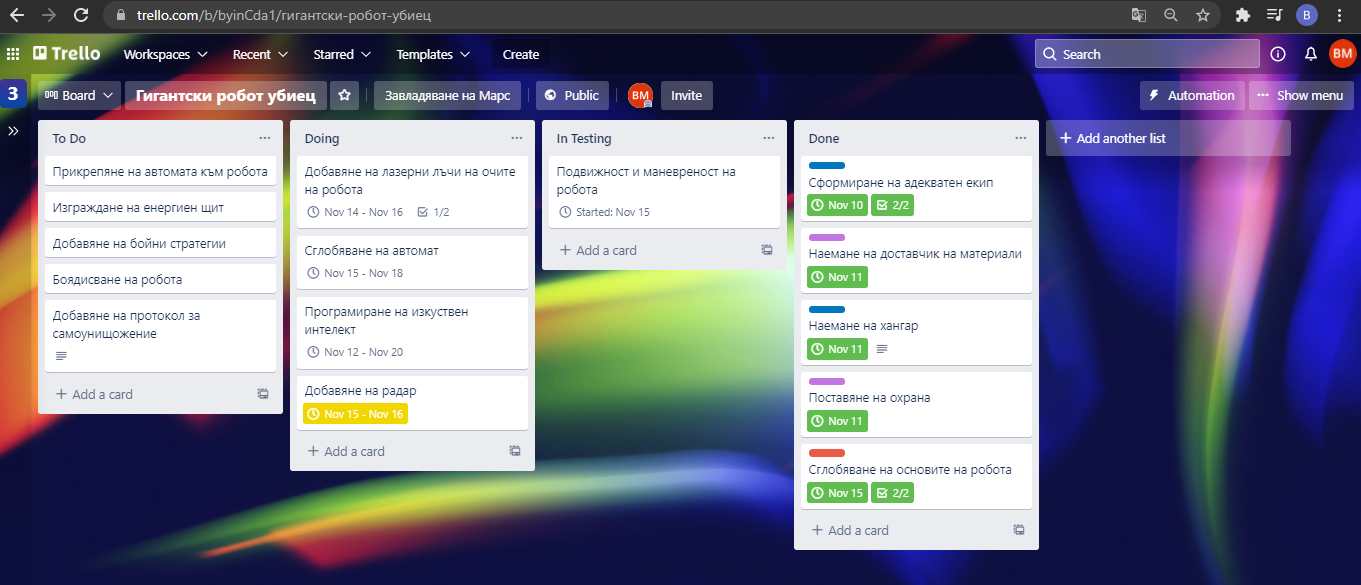 trello.com/b/byinCda1/гигантски-робот-убиец
B
Trello
Workspaces
Recent
Starred
Templates
Create
Search
BM
3
Board
Гигантски робот убиец
Завладяване на Марс
Public
BM
Invite
Automation
Show menu
To Do
Прикрепяне на автомата към робота
Изграждане на енергиен щит
Добавяне на бойни стратегии
Боядисване на робота
Добавяне на протокол за
самоунищожение
Add a card
Doing
Добавяне на лазерни лъчи на очите
на робота
Nov 14 - Nov 16 1/2
Сглобяване на автомат
Nov 15 - Nov 18
Програмиране на изкуствен
интелект
Nov 12 - Nov 20
Добавяне на радар
Nov 15 - Nov 16
Add a card
In Testing
Подвижност и маневреност на
робота
Started: Nov 15
Add a card
Done
Сформиране на адекватен екип
Nov 10 2/2
Наемане на доставчик на материали
Nov 11
Наемане на хангар
Nov 11
Поставяне на охрана
Nov 11
Сглобяване на основите на робота
Nov 15 2/2
Add a card
Add another list